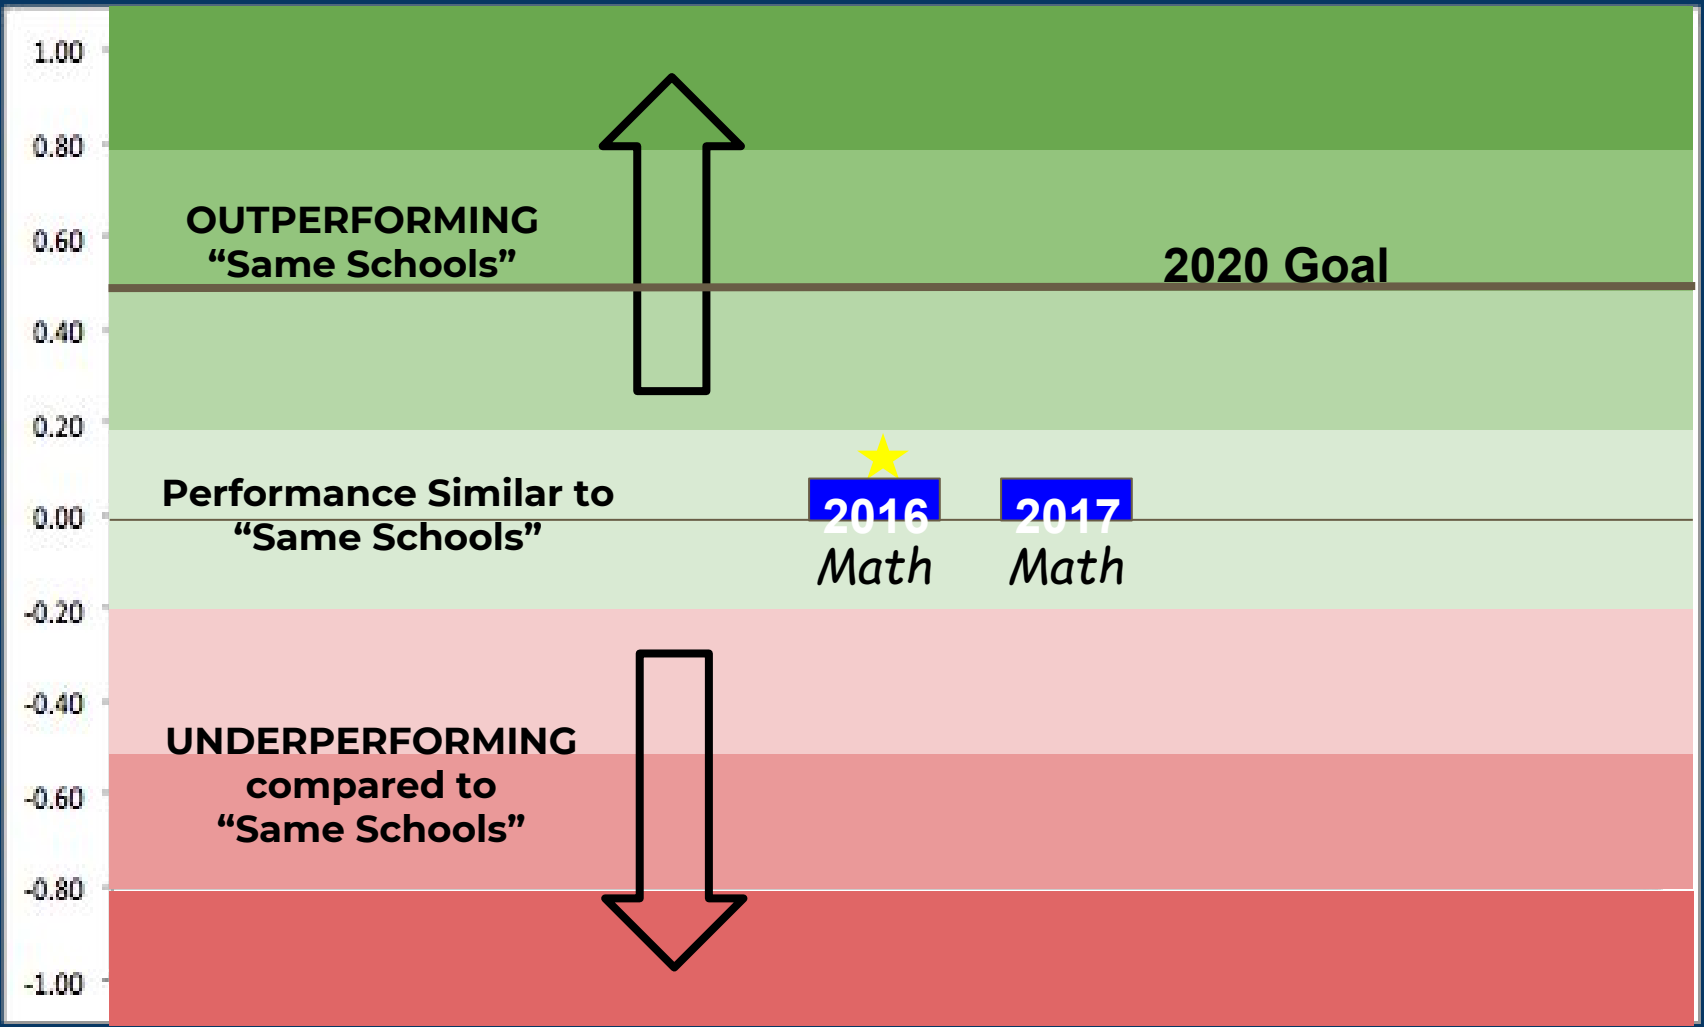 1.00
0.80
OUTPERFORMING
“Same Schools”
0.60
2020 Goal
0.40
0.20
Performance Similar to
“Same Schools”
0.00
2016
2017
Math
Math
-0.20
-0.40
UNDERPERFORMING
compared to
“Same Schools”
-0.60
-0.80
-1.00